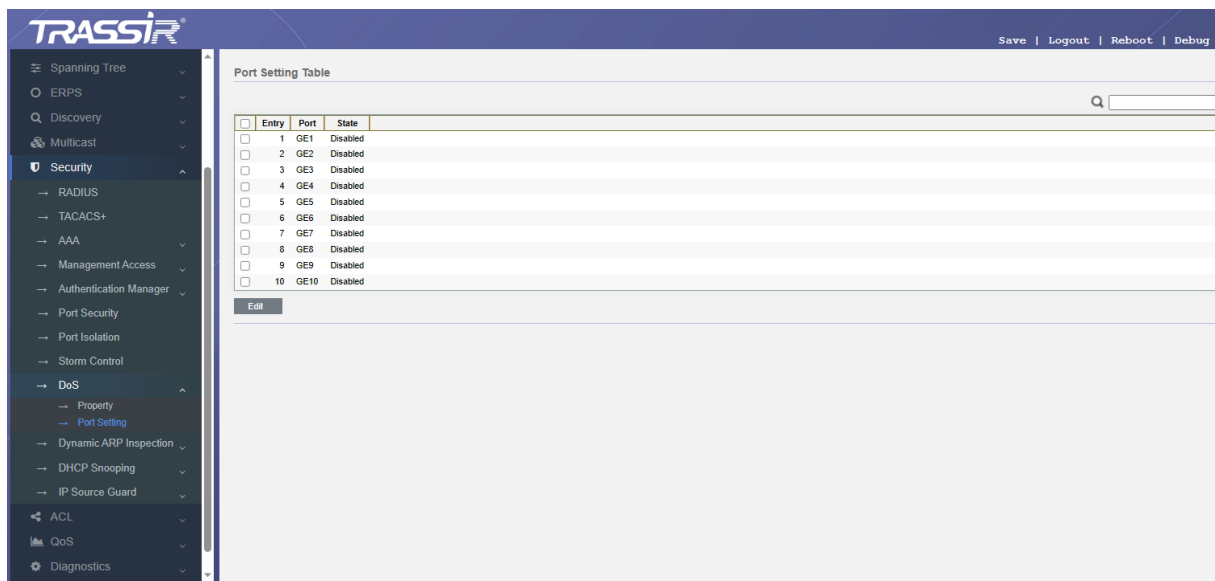 TRASSIR
Save | Logout | Reboot | Debug
Spanning Tree
ERPS
Discovery
Multicast
Security
→ RADIUS
→ TACACS+
→ AAA
→ Management Access
→ Authentication Manager
→ Port Security
→ Port Isolation
→ Storm Control
→ DoS
→ Property
→ Port Setting
→ Dynamic ARP Inspection
→ DHCP Snooping
→ IP Source Guard
ACL
QoS
Diagnostics
Port Setting Table
Entry Port State
1 GE1 Disabled
2 GE2 Disabled
3 GE3 Disabled
4 GE4 Disabled
5 GE5 Disabled
6 GE6 Disabled
7 GE7 Disabled
8 GE8 Disabled
9 GE9 Disabled
10 GE10 Disabled
Edit